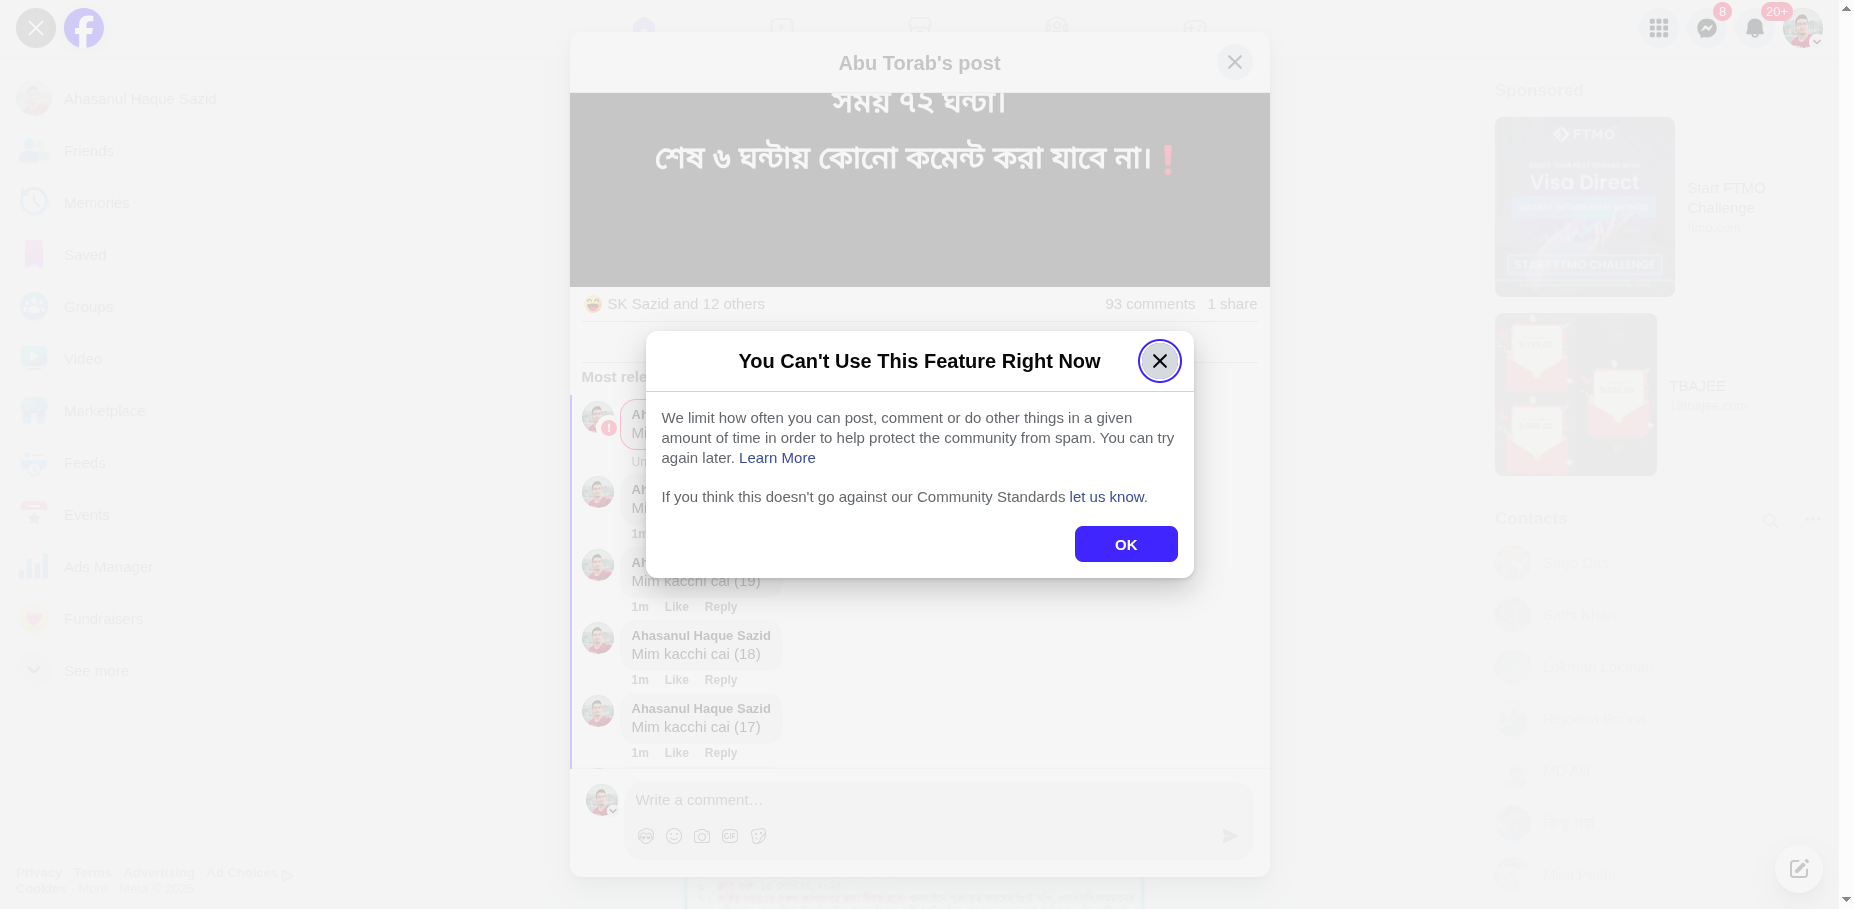 Ahasanul Haque Sazid
Friends
Memories
Saved
Groups
Video
Marketplace
Feeds
Events
Ads Manager
Fundraisers
See more
Privacy · Terms · Advertising · Ad Choices
Cookies · More · Meta © 2025
Abu Torab's post
সময় ৭২ ঘন্টা।
শেষ ৬ ঘন্টায় কোনো কমেন্ট করা যাবে না।❗
SK Sazid and 12 others
93 comments 1 share
Most rele
You Can't Use This Feature Right Now
We limit how often you can post, comment or do other things in a given
amount of time in order to help protect the community from spam. You can try
again later. Learn More
If you think this doesn't go against our Community Standards let us know.
OK
Ah
Mi
Un
Ah
Mi
1m
Ah
Mim kacchi cai (19)
1m Like Reply
Ahasanul Haque Sazid
Mim kacchi cai (18)
1m Like Reply
Ahasanul Haque Sazid
Mim kacchi cai (17)
1m Like Reply
Write a comment…
GIF
8
20+
Sponsored
FTMO
Visa Direct
START FTMO CHALLENGE
Start FTMO
Challenge
ftmo.com
TBAJEE
Contacts